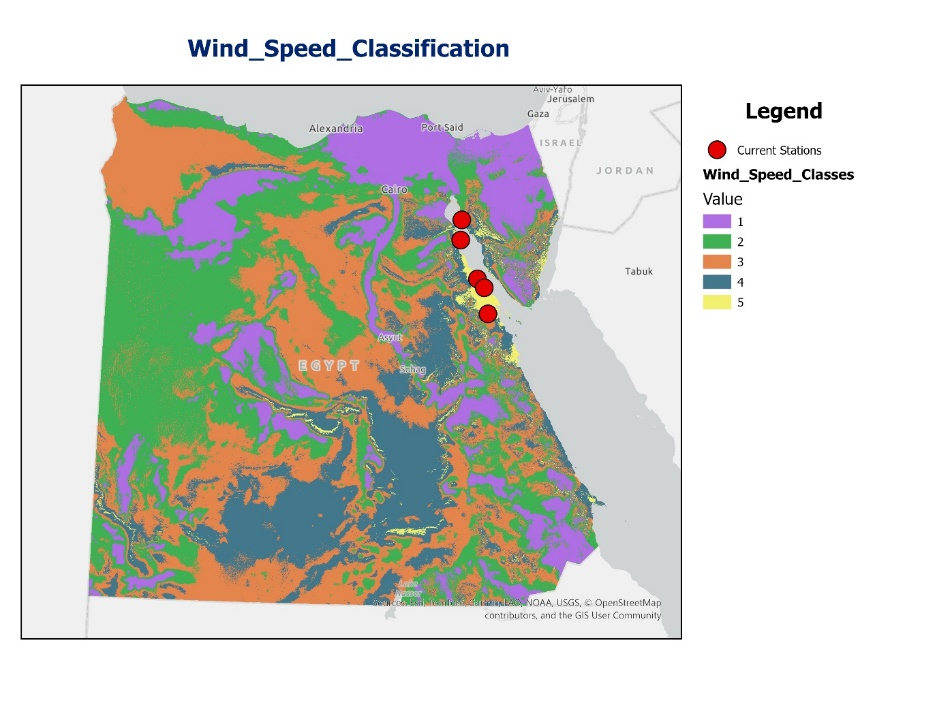 Wind_Speed_Classification
Aviv-Yafo
Jerusalem
Gaza
Alexandria
Port Said
ISRAEL
JORDAN
Cairo
Tabuk
Asyut
EGYPT
Sohag
NOAA, USGS, © OpenStreetMap
contributors, and the GIS User Community
Legend
Current Stations
Wind_Speed_Classes
Value
1
2
3
4
5